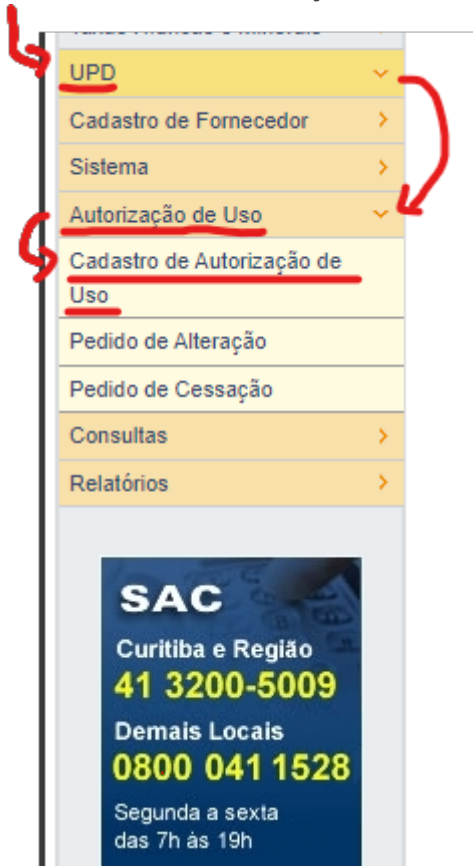 UPD
Cadastro de Fornecedor
Sistema
Autorização de Uso
Cadastro de Autorização de
Uso
Pedido de Alteração
Pedido de Cessação
Consultas
Relatórios
SAC
Curitiba e Região
41 3200-5009
Demais Locais
0800 041 1528
Segunda a sexta
das 7h às 19h